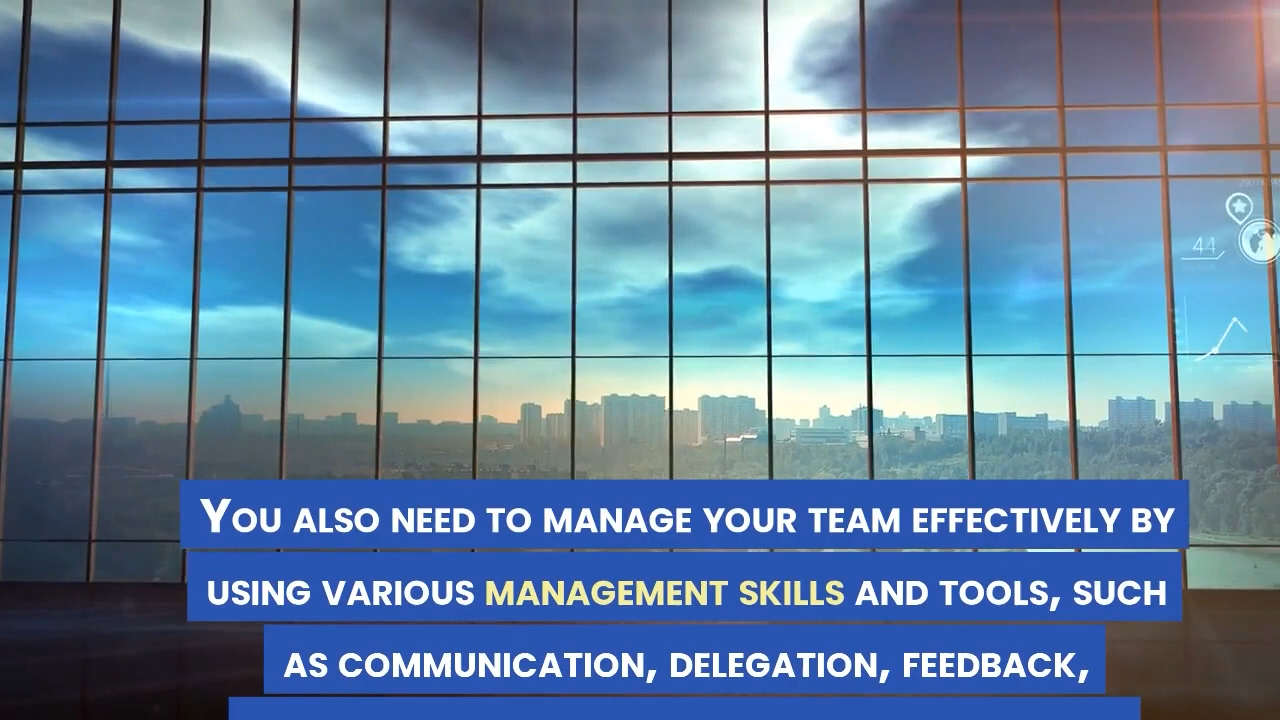 44
You also need to manage your team effectively by
using various management skills and tools, such
as communication, delegation, feedback,